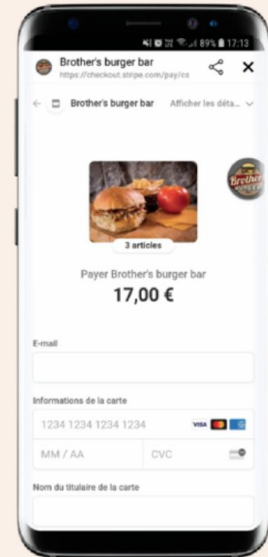 89% 17:13
Brother's burger bar
https://checkout.stripe.com/pay/cs
Brother's burger bar Afficher les déta...
Brother
3 articles
Payer Brother's burger bar
17,00 €
E-mail
Informations de la carte
1234 1234 1234 1234 VISA
MM / AA CVC
Nom du titulaire de la carte